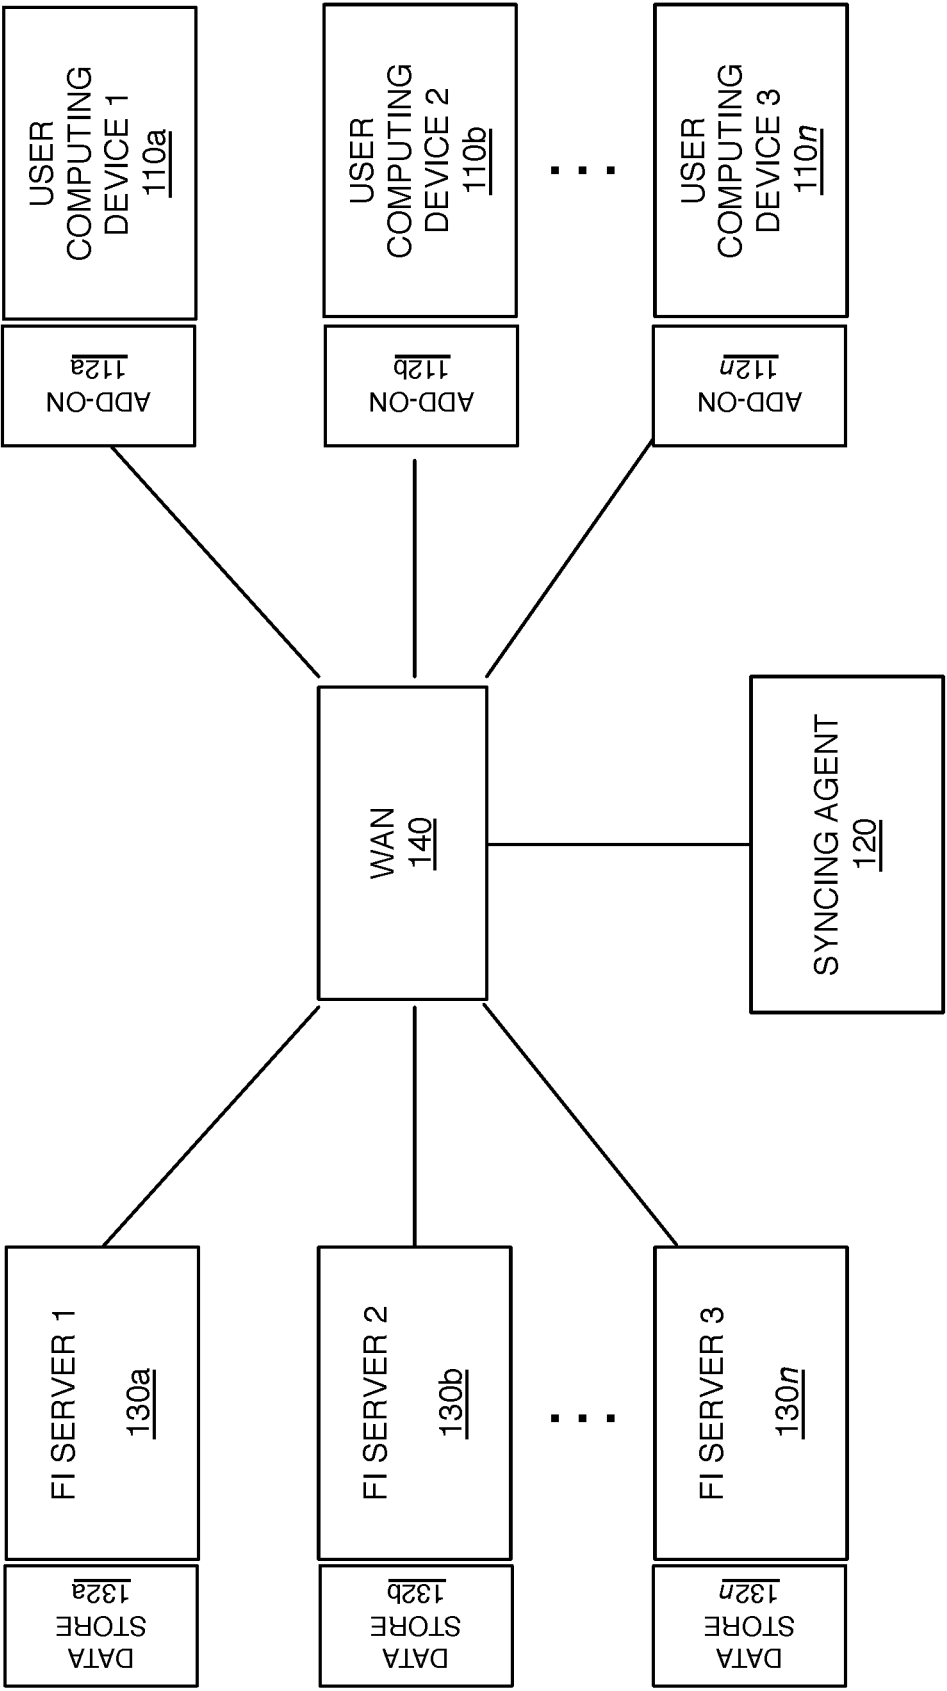 USER
COMPUTING
DEVICE 1
110a
ADD-ON
112a
USER
COMPUTING
DEVICE 2
110b
ADD-ON
112b
. . .
USER
COMPUTING
DEVICE 3
110n
ADD-ON
112n
WAN
140
SYNCING AGENT
120
FI SERVER 1
130a
DATA
STORE
132a
FI SERVER 2
130b
DATA
STORE
132b
. . .
FI SERVER 3
130n
DATA
STORE
132n